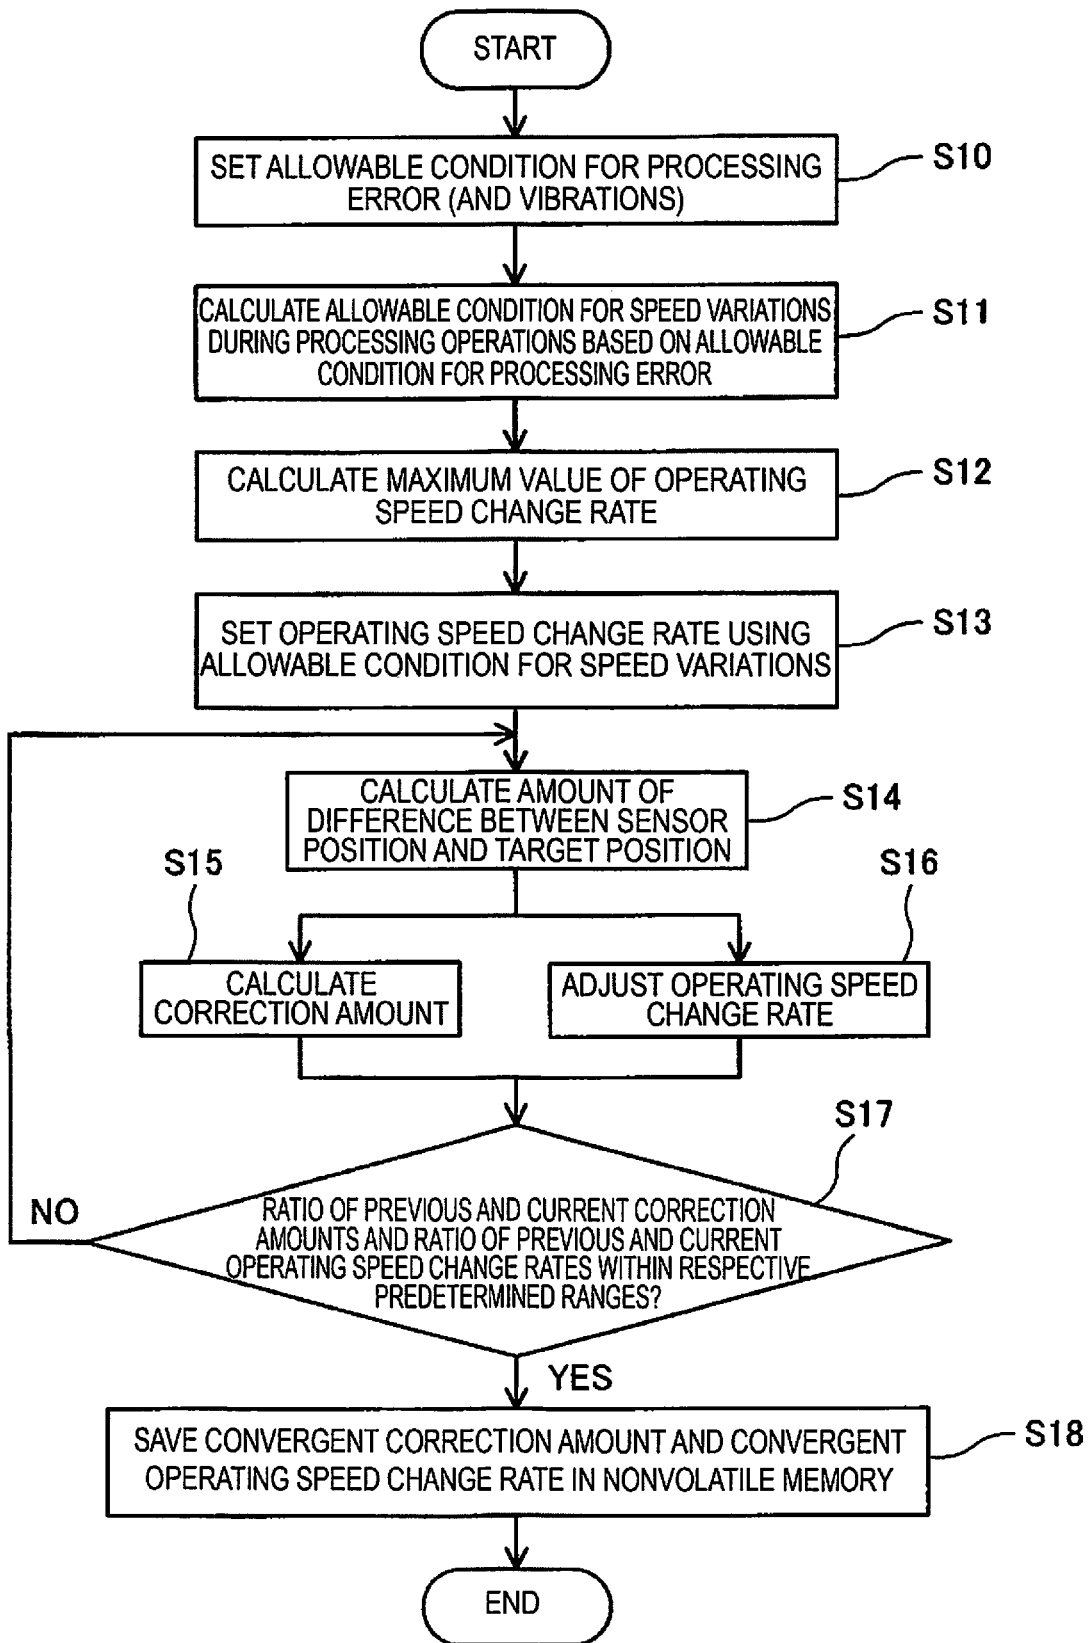 START
SET ALLOWABLE CONDITION FOR PROCESSING
ERROR (AND VIBRATIONS)
S10
CALCULATE ALLOWABLE CONDITION FOR SPEED VARIATIONS
DURING PROCESSING OPERATIONS BASED ON ALLOWABLE
CONDITION FOR PROCESSING ERROR
S11
CALCULATE MAXIMUM VALUE OF OPERATING
SPEED CHANGE RATE
S12
SET OPERATING SPEED CHANGE RATE USING
ALLOWABLE CONDITION FOR SPEED VARIATIONS
S13
CALCULATE AMOUNT OF
DIFFERENCE BETWEEN SENSOR
POSITION AND TARGET POSITION
S14
S15
CALCULATE
CORRECTION AMOUNT
S16
ADJUST OPERATING SPEED
CHANGE RATE
S17
RATIO OF PREVIOUS AND CURRENT CORRECTION
AMOUNTS AND RATIO OF PREVIOUS AND CURRENT
OPERATING SPEED CHANGE RATES WITHIN RESPECTIVE
PREDETERMINED RANGES?
NO
YES
SAVE CONVERGENT CORRECTION AMOUNT AND CONVERGENT
OPERATING SPEED CHANGE RATE IN NONVOLATILE MEMORY
S18
END